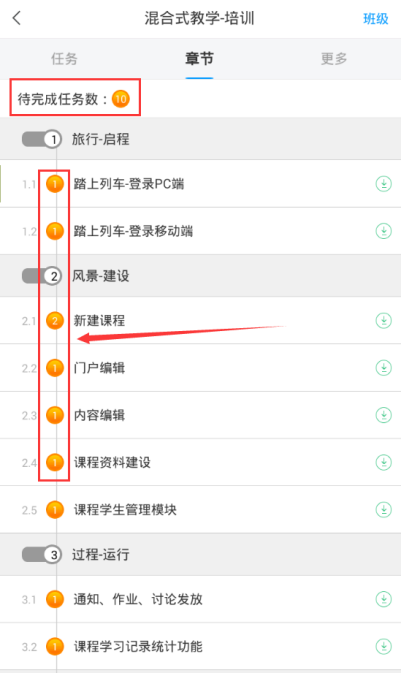 混合式教学-培训 班级
任务 章节 更多
待完成任务数：10
1 旅行-启程
1.1 1 踏上列车-登录PC端
1.2 1 踏上列车-登录移动端
2 风景-建设
2.1 2 新建课程
2.2 1 门户编辑
2.3 1 内容编辑
2.4 1 课程资料建设
2.5 1 课程学生管理模块
3 过程-运行
3.1 1 通知、作业、讨论发放
3.2 1 课程学习记录统计功能